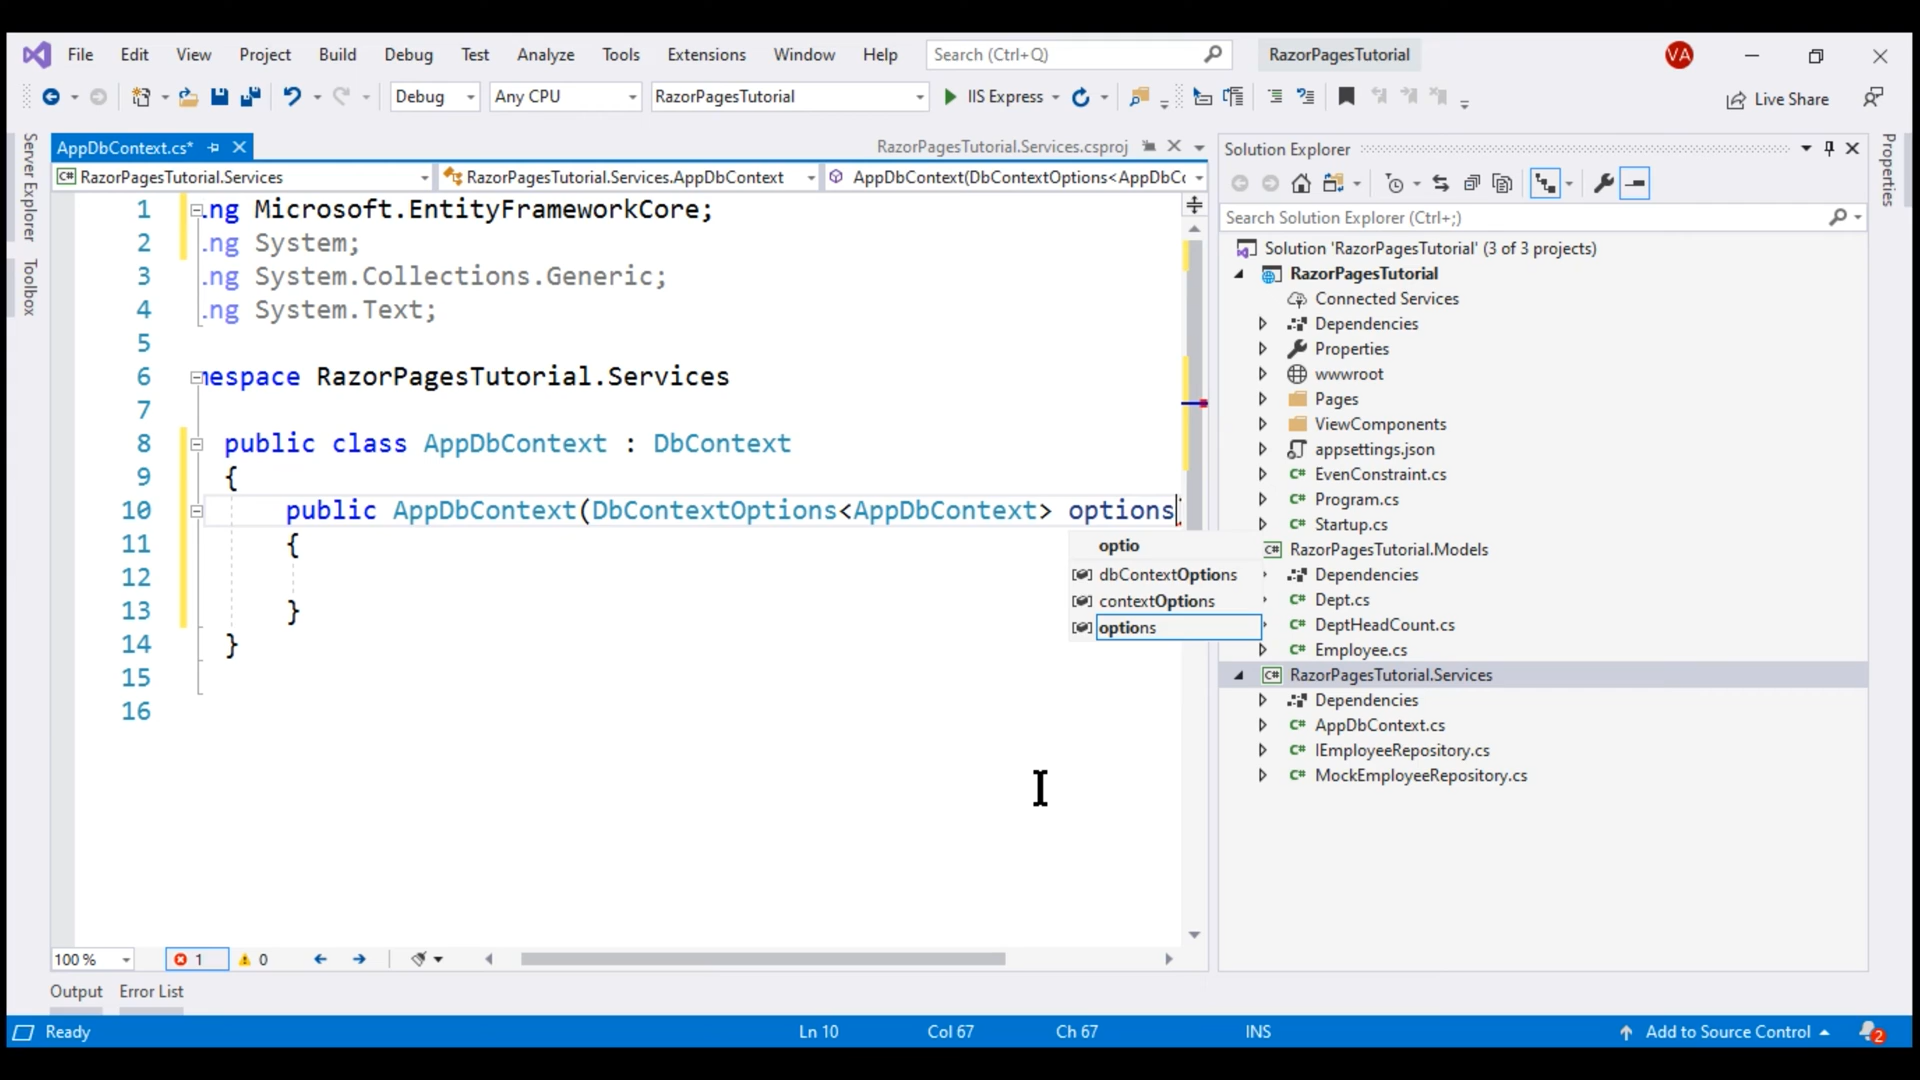 File Edit View Project Build Debug Test Analyze Tools Extensions Window Help Search (Ctrl+Q) RazorPagesTutorial VA
Debug Any CPU RazorPagesTutorial IIS Express Live Share
Server Explorer
Toolbox
AppDbContext.cs* RazorPagesTutorial.Services.csproj
RazorPagesTutorial.Services RazorPagesTutorial.Services.AppDbContext AppDbContext(DbContextOptions<AppDbC
1 .ng Microsoft.EntityFrameworkCore;
2 .ng System;
3 .ng System.Collections.Generic;
4 .ng System.Text;
5
6 mespace RazorPagesTutorial.Services
7
8 public class AppDbContext : DbContext
9 {
10 public AppDbContext(DbContextOptions<AppDbContext> options
11 {
12
13 }
14 }
15
16
optio
dbContextOptions
contextOptions
options
100 % 1 0
Output Error List
Ready Ln 10 Col 67 Ch 67 INS Add to Source Control 2
Solution Explorer
Search Solution Explorer (Ctrl+;)
Solution 'RazorPagesTutorial' (3 of 3 projects)
RazorPagesTutorial
Connected Services
Dependencies
Properties
wwwroot
Pages
ViewComponents
appsettings.json
C# EvenConstraint.cs
C# Program.cs
C# Startup.cs
C# RazorPagesTutorial.Models
Dependencies
C# Dept.cs
C# DeptHeadCount.cs
C# Employee.cs
C# RazorPagesTutorial.Services
Dependencies
C# AppDbContext.cs
C# IEmployeeRepository.cs
C# MockEmployeeRepository.cs
Properties